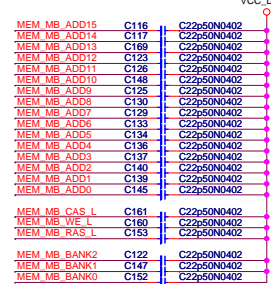 MEM_MB_ADD15 C116 C22p50N0402
MEM_MB_ADD14 C117 C22p50N0402
MEM_MB_ADD13 C169 C22p50N0402
MEM_MB_ADD12 C123 C22p50N0402
MEM_MB_ADD11 C126 C22p50N0402
MEM_MB_ADD10 C148 C22p50N0402
MEM_MB_ADD9 C125 C22p50N0402
MEM_MB_ADD8 C130 C22p50N0402
MEM_MB_ADD7 C129 C22p50N0402
MEM_MB_ADD6 C133 C22p50N0402
MEM_MB_ADD5 C134 C22p50N0402
MEM_MB_ADD4 C136 C22p50N0402
MEM_MB_ADD3 C137 C22p50N0402
MEM_MB_ADD2 C140 C22p50N0402
MEM_MB_ADD1 C139 C22p50N0402
MEM_MB_ADD0 C145 C22p50N0402
MEM_MB_CAS_L C161 C22p50N0402
MEM_MB_WE_L C160 C22p50N0402
MEM_MB_RAS_L C153 C22p50N0402
MEM_MB_BANK2 C122 C22p50N0402
MEM_MB_BANK1 C147 C22p50N0402
MEM_MB_BANK0 C152 C22p50N0402